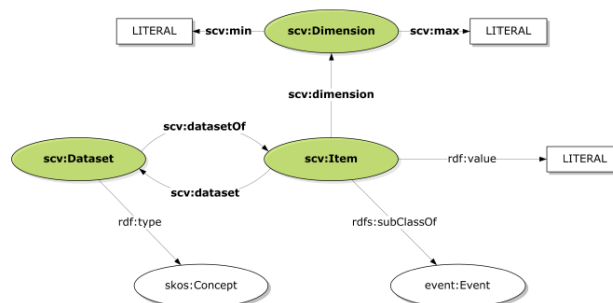 LITERAL
scv:min
scv:Dimension
scv:max
LITERAL
scv:dimension
scv:datasetOf
scv:Dataset
scv:Item
rdf:value
LITERAL
scv:dataset
rdf:type
rdfs:subClassOf
skos:Concept
event:Event